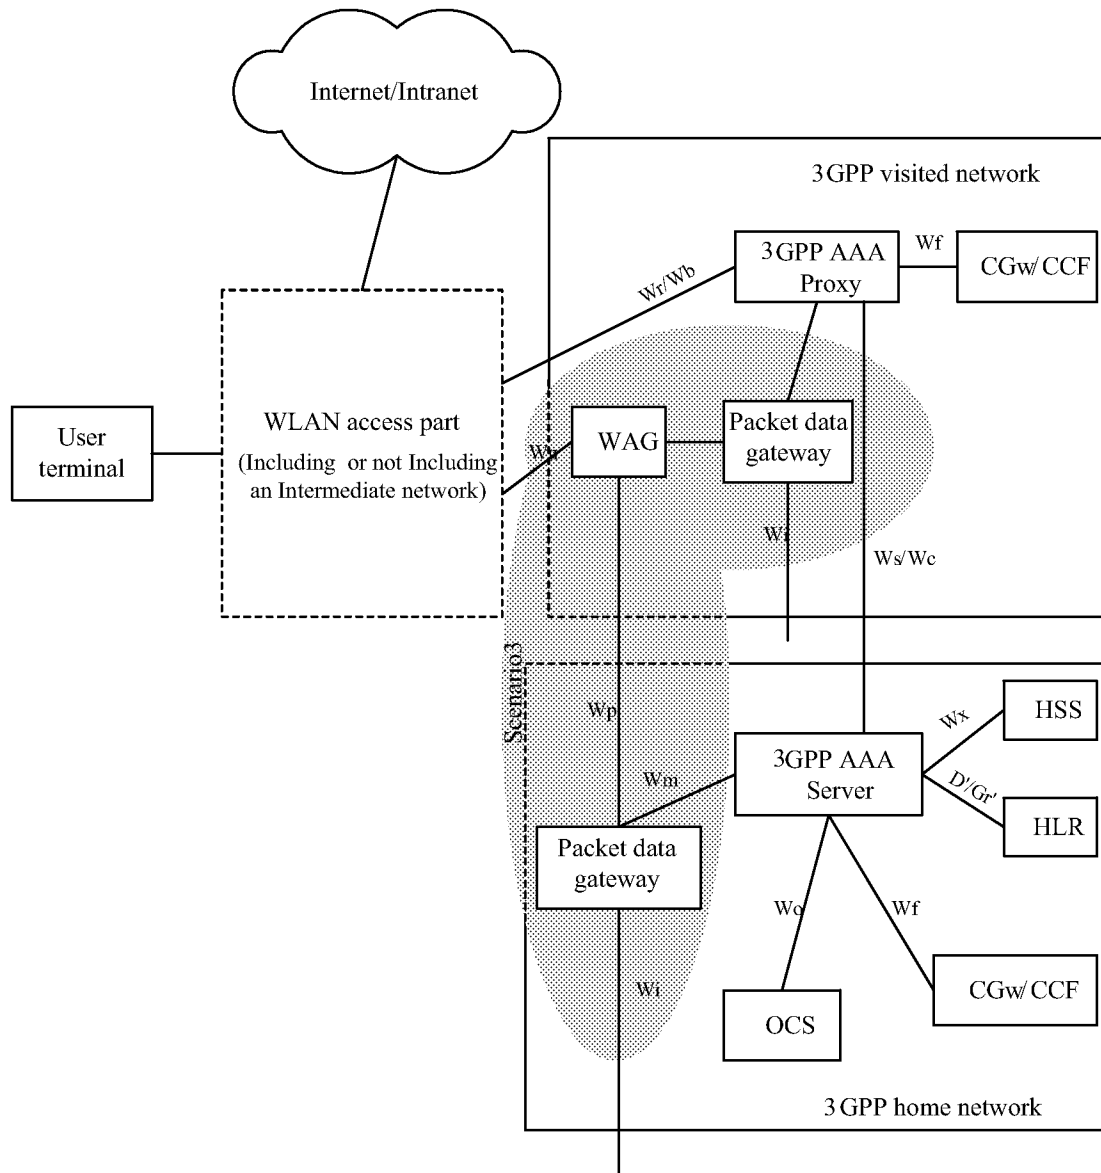 Internet/Intranet
3GPP visited network
3GPP AAA
Proxy
Wf
CGw/CCF
Wr/Wb
User
terminal
WLAN access part
(Including or not Including
an Intermediate network)
WAG
Packet data
gateway
Wi
Ws/Wc
Scenario3
Wp
Wm
3GPP AAA
Server
Wx
HSS
D'/Gr'
HLR
Packet data
gateway
Wo
Wf
Wi
OCS
CGw/CCF
3GPP home network